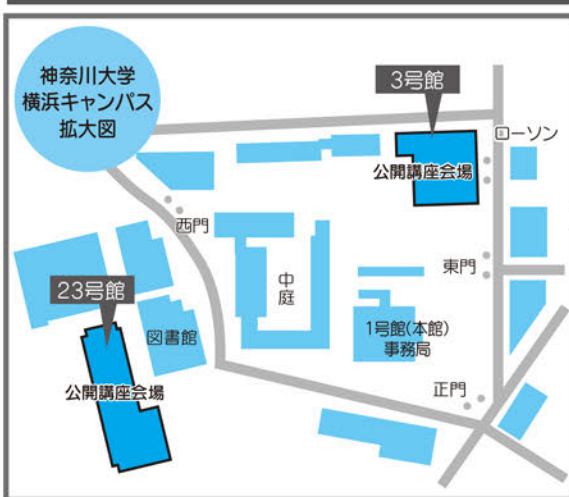 神奈川大学
横浜キャンパス
拡大図
3号館
ローソン
公開講座会場
西門
中庭
東門
23号館
図書館
1号館(本館)
事務局
公開講座会場
正門